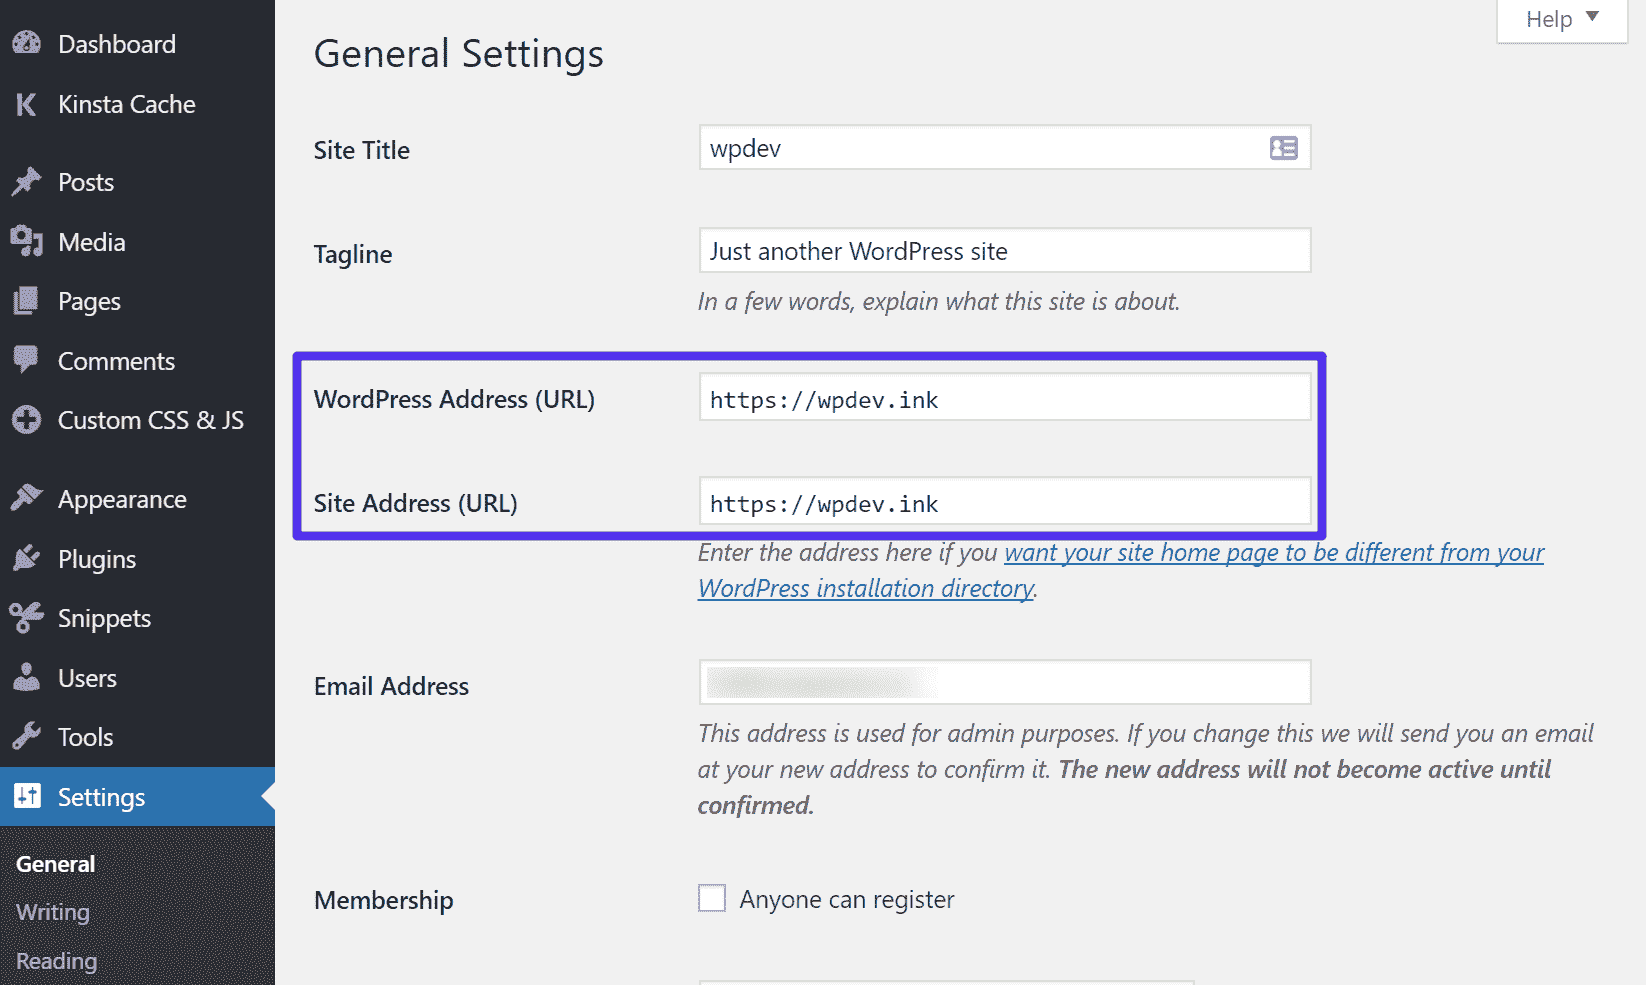 Dashboard
Kinsta Cache
Posts
Media
Pages
Comments
Custom CSS & JS
Appearance
Plugins
Snippets
Users
Tools
Settings
General
Writing
Reading
Help
General Settings
Site Title
wpdev
Tagline
Just another WordPress site
In a few words, explain what this site is about.
WordPress Address (URL)
https://wpdev.ink
Site Address (URL)
https://wpdev.ink
Enter the address here if you want your site home page to be different from your
WordPress installation directory.
Email Address
This address is used for admin purposes. If you change this we will send you an email
at your new address to confirm it. The new address will not become active until
confirmed.
Membership
Anyone can register